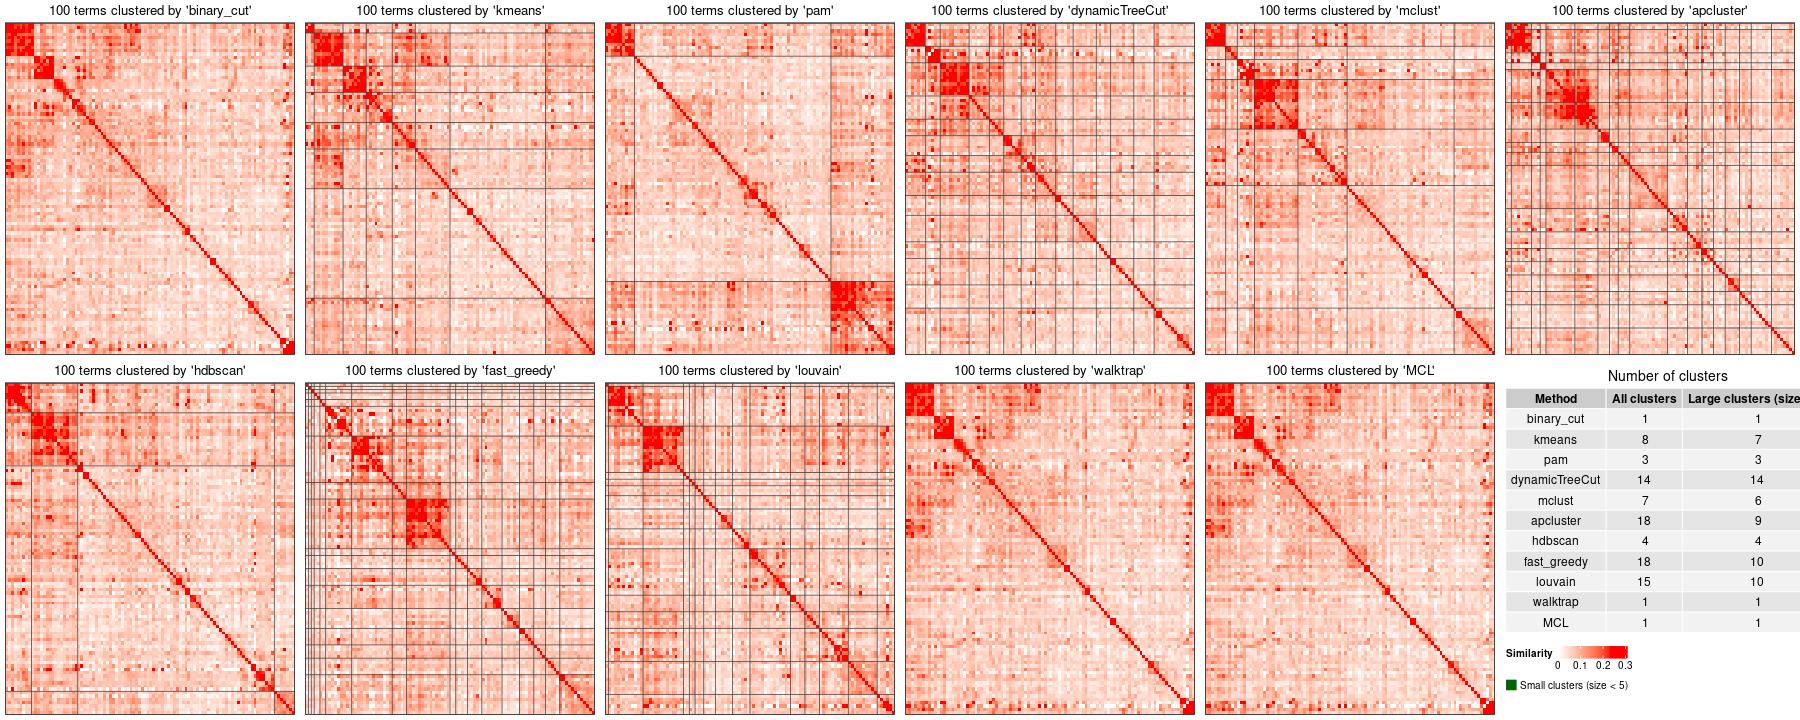 100 terms clustered by 'binary_cut'
100 terms clustered by 'kmeans'
100 terms clustered by 'pam'
100 terms clustered by 'dynamicTreeCut'
100 terms clustered by 'mclust'
100 terms clustered by 'apcluster'
100 terms clustered by 'hdbscan'
100 terms clustered by 'fast_greedy'
100 terms clustered by 'louvain'
100 terms clustered by 'walktrap'
100 terms clustered by 'MCL'
Number of clusters
Method All clusters Large clusters (size
binary_cut 1 1
kmeans 8 7
pam 3 3
dynamicTreeCut 14 14
mclust 7 6
apcluster 18 9
hdbscan 4 4
fast_greedy 18 10
louvain 15 10
walktrap 1 1
MCL 1 1
Similarity
0 0.1 0.2 0.3
Small clusters (size < 5)